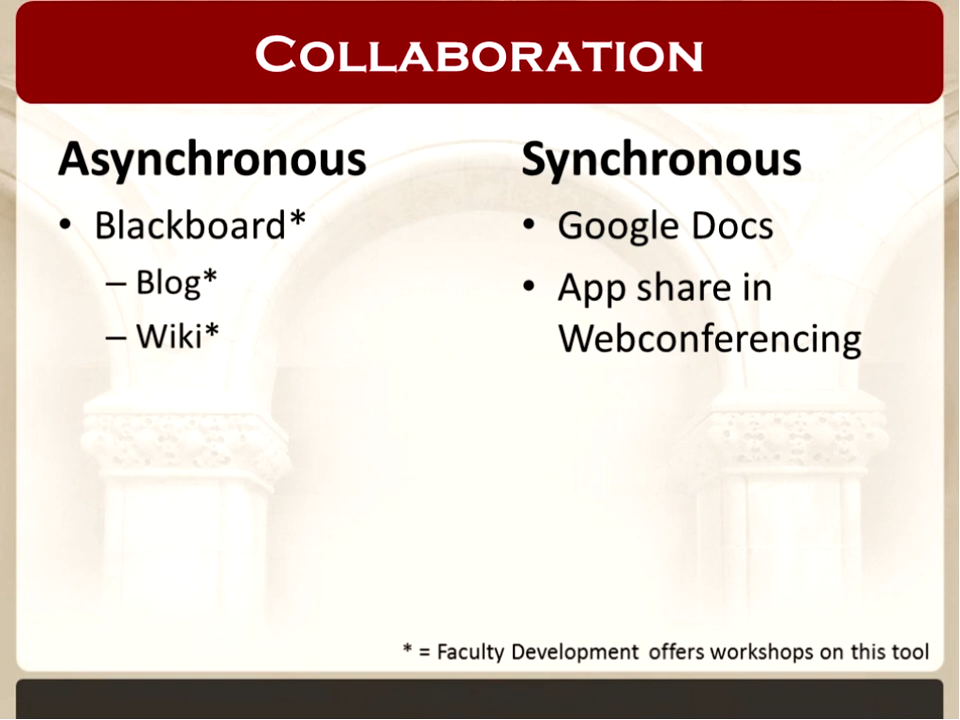 Collaboration
Asynchronous
• Blackboard*
– Blog*
– Wiki*
Synchronous
• Google Docs
• App share in
Webconferencing
* = Faculty Development offers workshops on this tool